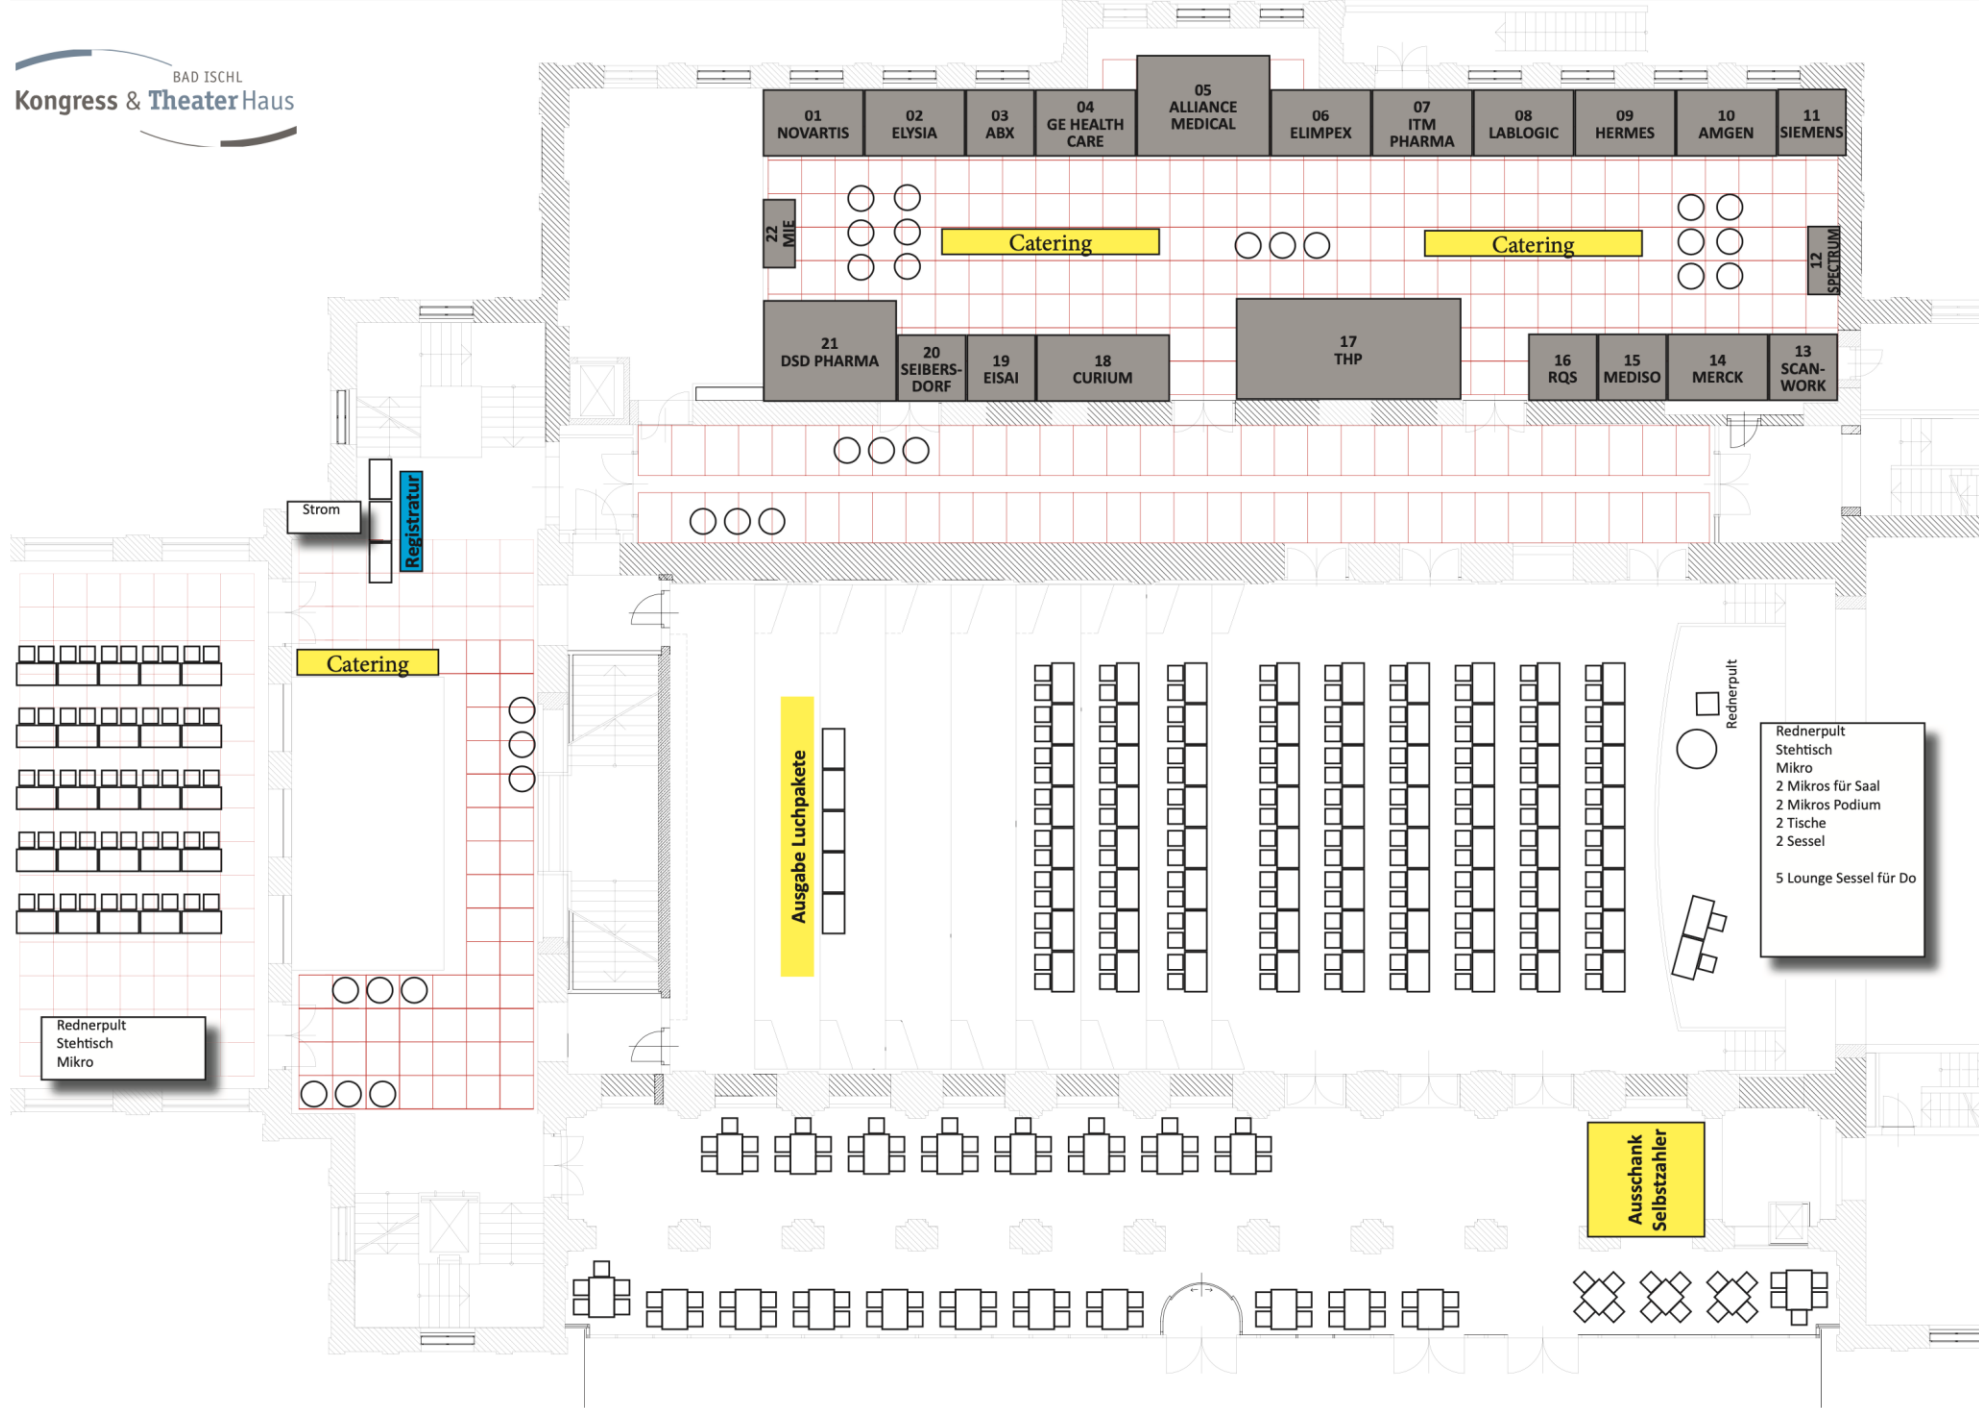 BAD ISCHL
Kongress & TheaterHaus
01
NOVARTIS
02
ELYSIA
03
ABX
04
GE HEALTH
CARE
05
ALLIANCE
MEDICAL
06
ELIMPEX
07
ITM
PHARMA
08
LABLOGIC
09
HERMES
10
AMGEN
11
SIEMENS
22
MIE
Catering
Catering
12
SPECTRUM
21
DSD PHARMA
20
SEIBERS-
DORF
19
EISAI
18
CURIUM
17
THP
16
RQS
15
MEDISO
14
MERCK
13
SCAN-
WORK
Strom
Registratur
Catering
Ausgabe Luchpakete
Rednerpult
Rednerpult
Stehtisch
Mikro
2 Mikros für Saal
2 Mikros Podium
2 Tische
2 Sessel
5 Lounge Sessel für Do
Rednerpult
Stehtisch
Mikro
Ausschank
Selbstzahler